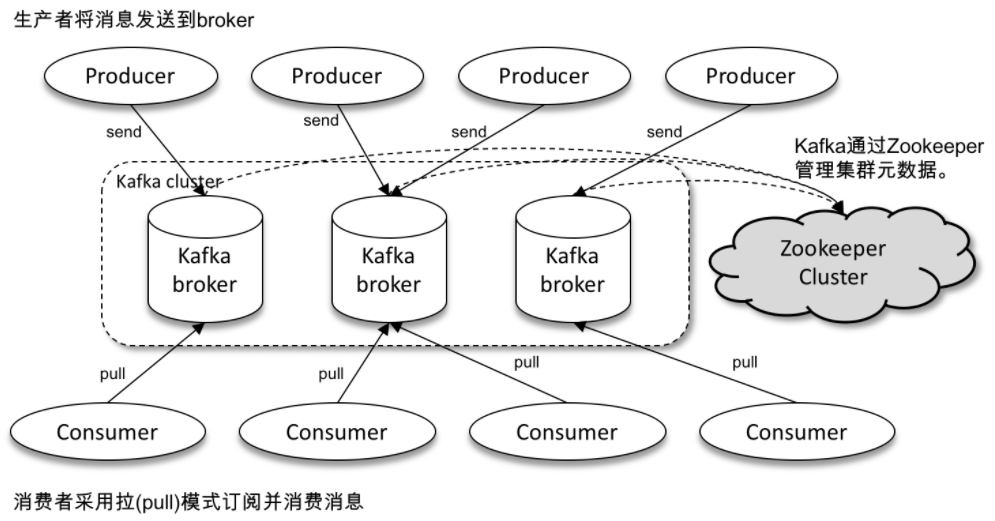 生产者将消息发送到broker
Producer
Producer
Producer
Producer
send
send
send
send
Kafka通过Zookeeper
管理集群元数据。
Kafka cluster
Kafka
broker
Kafka
broker
Kafka
broker
Zookeeper
Cluster
pull
pull
pull
pull
Consumer
Consumer
Consumer
Consumer
消费者采用拉(pull)模式订阅并消费消息